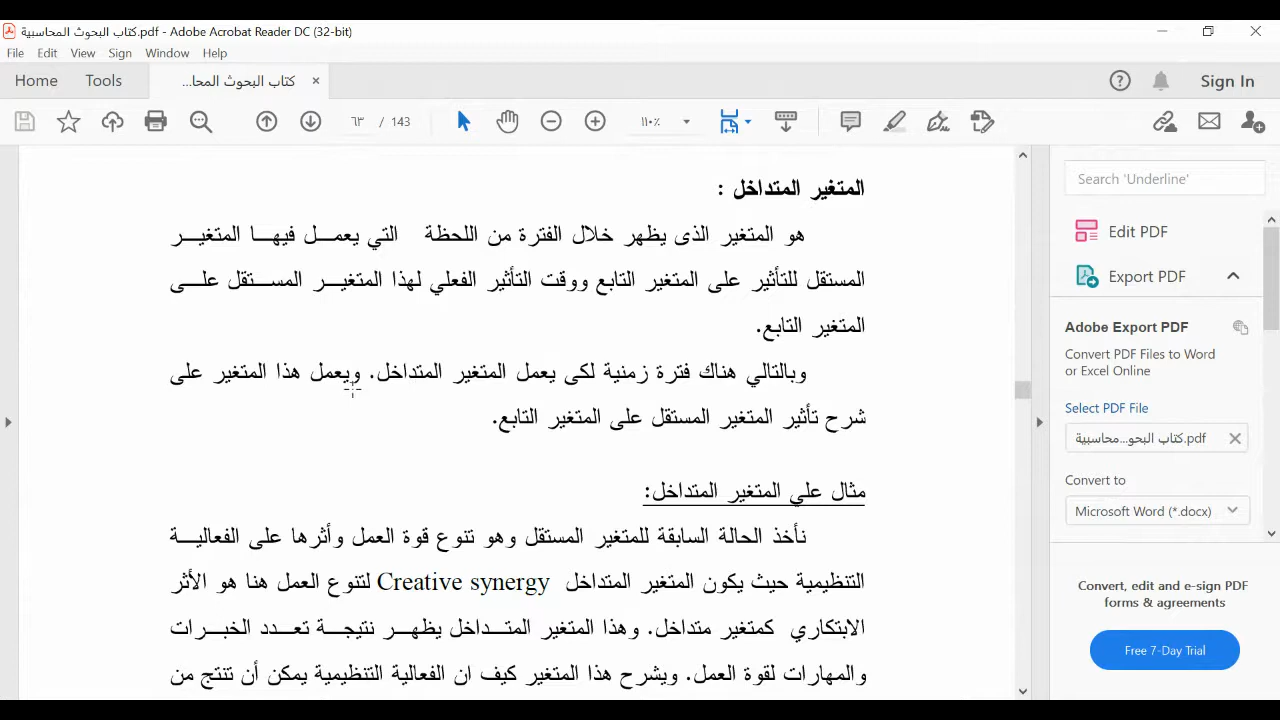 كتاب البحوث المحاسبية.pdf - Adobe Acrobat Reader DC (32-bit)
File Edit View Sign Window Help
Home Tools كتاب البحوث المحا... × Sign In
٦٣ / 143 ١١٠٪
المتغير المتداخل :
هو المتغير الذى يظهر خلال الفترة من اللحظة التي يعمل فيها المتغير
المستقل للتأثير على المتغير التابع ووقت التأثير الفعلي لهذا المتغير المستقل على
المتغير التابع.
وبالتالي هناك فترة زمنية لكى يعمل المتغير المتداخل. ويعمل هذا المتغير على
شرح تأثير المتغير المستقل على المتغير التابع.
مثال علي المتغير المتداخل:
نأخذ الحالة السابقة للمتغير المستقل وهو تنوع قوة العمل وأثرها على الفعالية
التنظيمية حيث يكون المتغير المتداخل Creative synergy لتنوع العمل هنا هو الأثر
الابتكاري كمتغير متداخل. وهذا المتغير المتداخل يظهر نتيجة تعدد الخبرات
والمهارات لقوة العمل. ويشرح هذا المتغير كيف ان الفعالية التنظيمية يمكن أن تنتج من
Search 'Underline'
Edit PDF
Export PDF
Adobe Export PDF
Convert PDF Files to Word
or Excel Online
Select PDF File
كتاب البحو...محاسبية.pdf
Convert to
Microsoft Word (*.docx)
Convert, edit and e-sign PDF
forms & agreements
Free 7-Day Trial